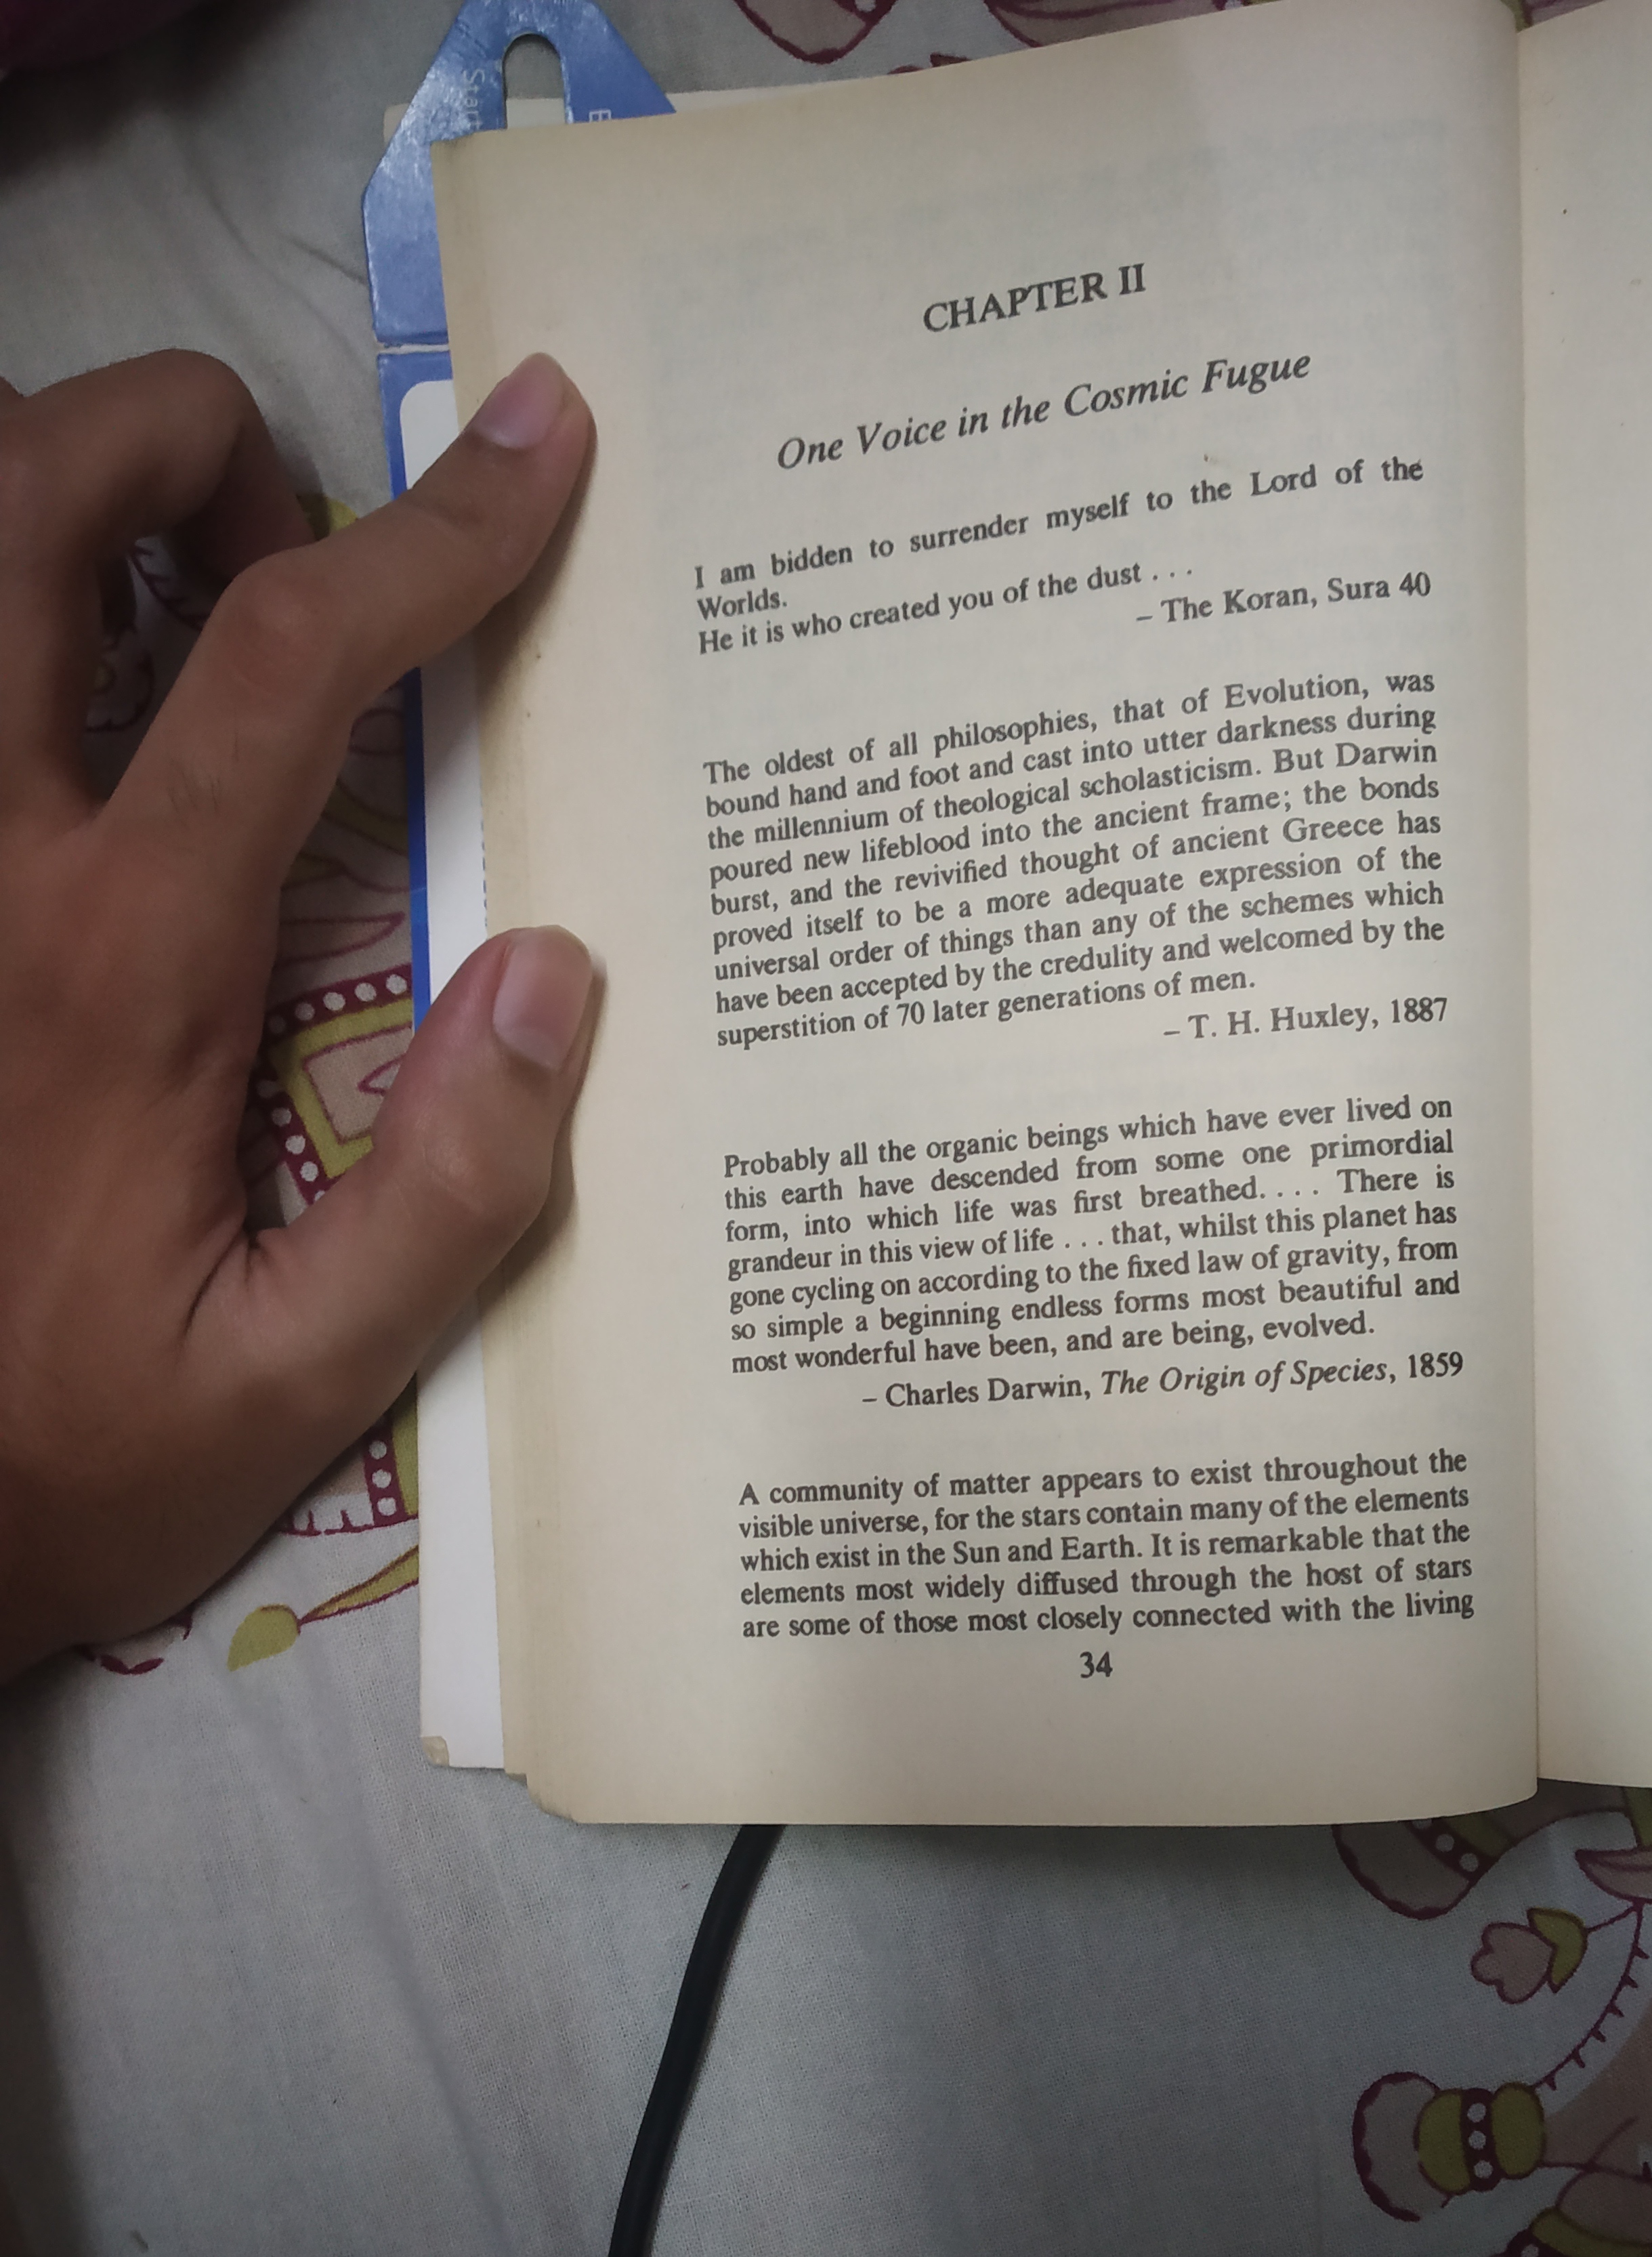 Start
CHAPTER II
One Voice in the Cosmic Fugue
I am bidden to surrender myself to the Lord of the
Worlds.
He it is who created you of the dust . . .
– The Koran, Sura 40
The oldest of all philosophies, that of Evolution, was
bound hand and foot and cast into utter darkness during
the millennium of theological scholasticism. But Darwin
poured new lifeblood into the ancient frame; the bonds
burst, and the revivified thought of ancient Greece has
proved itself to be a more adequate expression of the
universal order of things than any of the schemes which
have been accepted by the credulity and welcomed by the
superstition of 70 later generations of men.
– T. H. Huxley, 1887
Probably all the organic beings which have ever lived on
this earth have descended from some one primordial
form, into which life was first breathed. . . . There is
grandeur in this view of life . . . that, whilst this planet has
gone cycling on according to the fixed law of gravity, from
so simple a beginning endless forms most beautiful and
most wonderful have been, and are being, evolved.
– Charles Darwin, The Origin of Species, 1859
A community of matter appears to exist throughout the
visible universe, for the stars contain many of the elements
which exist in the Sun and Earth. It is remarkable that the
elements most widely diffused through the host of stars
are some of those most closely connected with the living
34